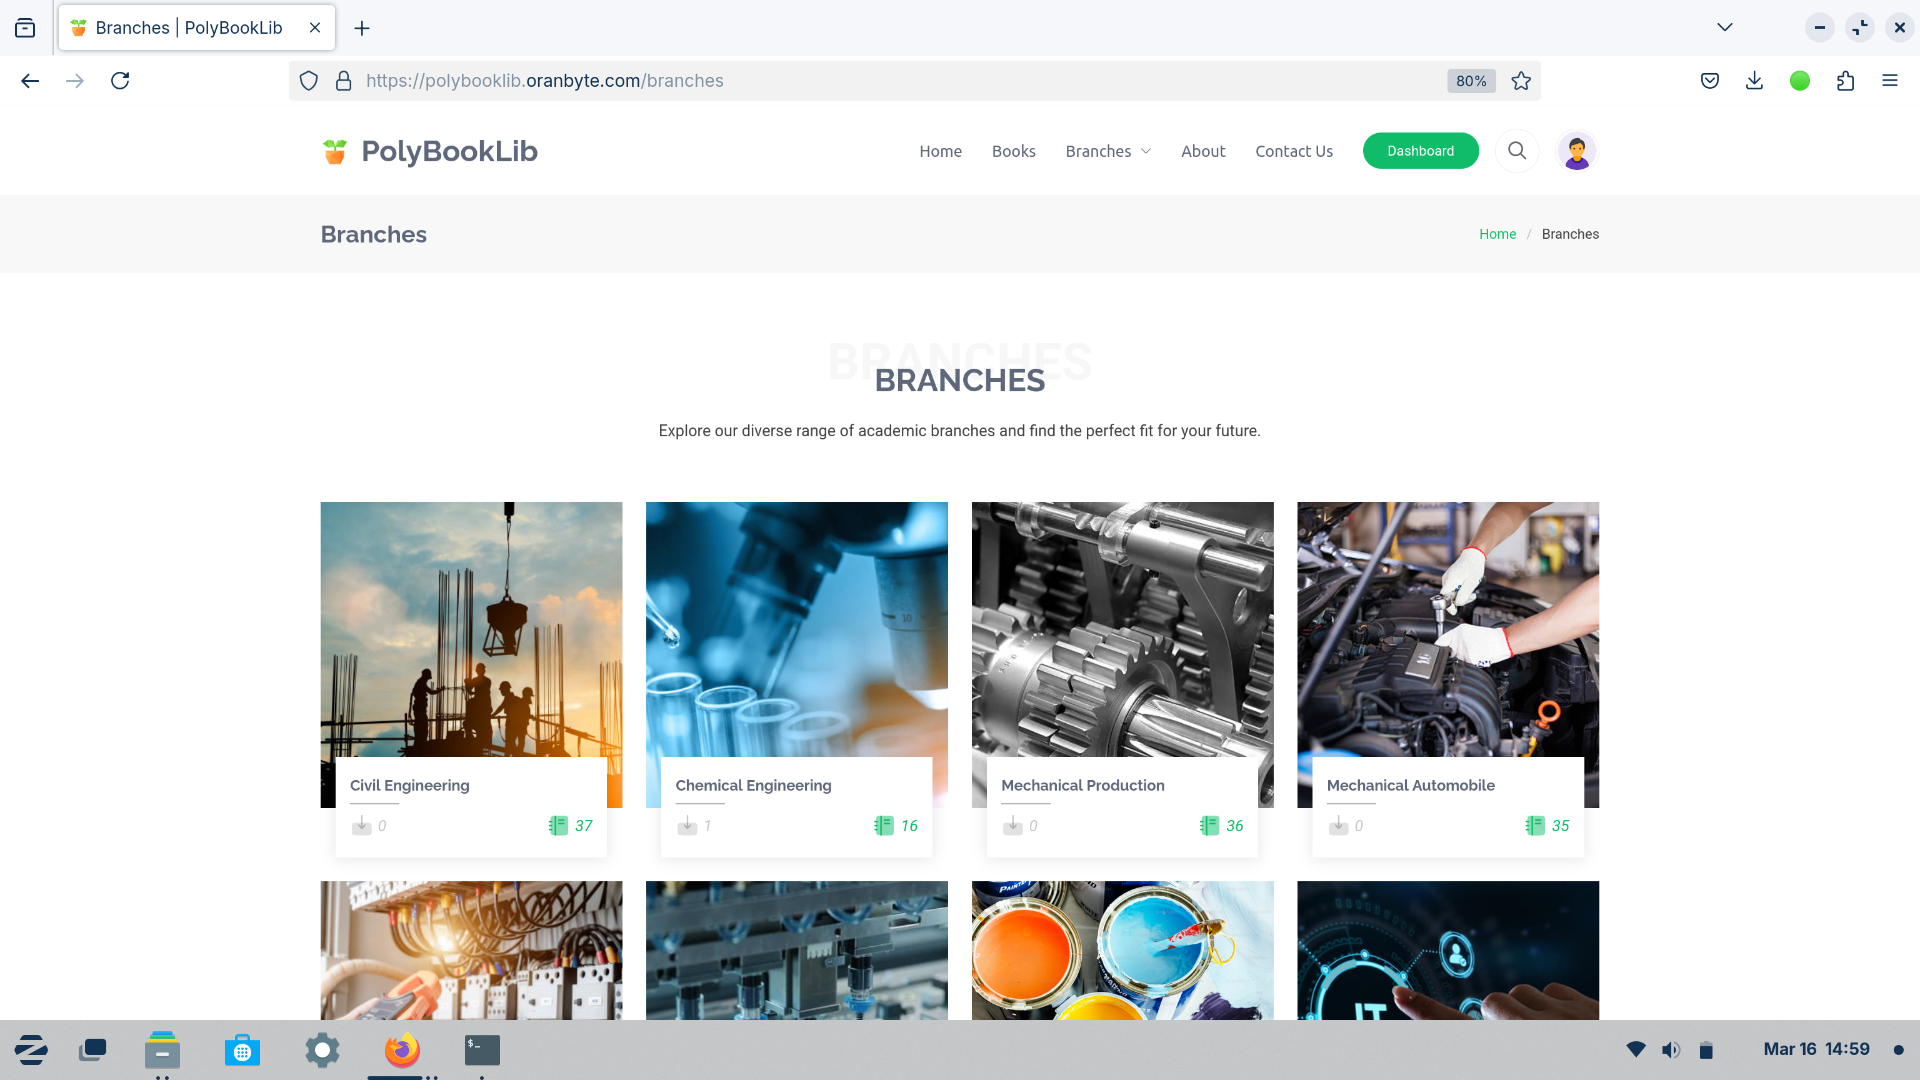 Branches | PolyBookLib
https://polybooklib.oranbyte.com/branches
80%
PolyBookLib
Home
Books
Branches
About
Contact Us
Dashboard
Branches
Home / Branches
BRANCHES
BRANCHES
Explore our diverse range of academic branches and find the perfect fit for your future.
10
Civil Engineering
0
37
Chemical Engineering
1
16
Mechanical Production
0
36
Mechanical Automobile
0
35
IT
$_
Mar 16 14:59